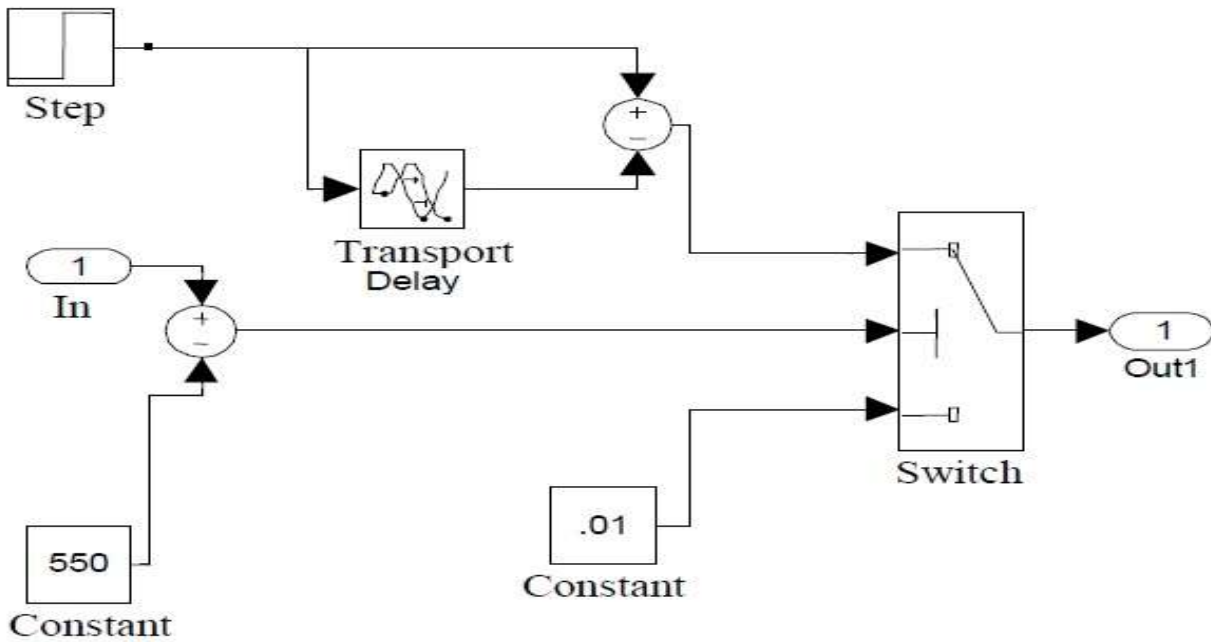 Step
+
−
Transport
Delay
1
In
+
−
1
Out1
Switch
.01
Constant
550
Constant